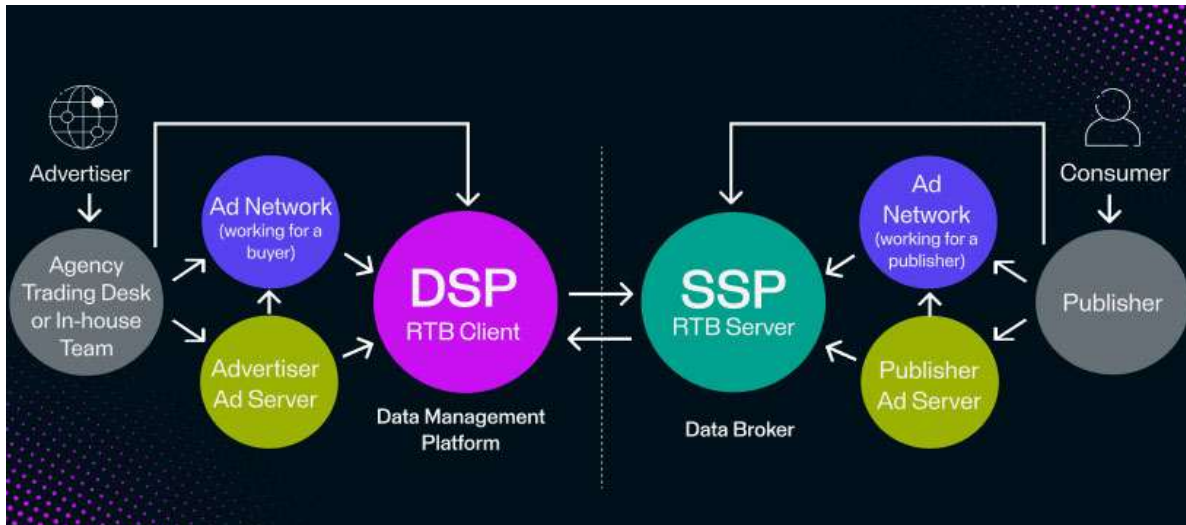 Advertiser
Agency
Trading Desk
or In-house
Team
Ad Network
(working for a
buyer)
Advertiser
Ad Server
DSP
RTB Client
Data Management
Platform
SSP
RTB Server
Data Broker
Ad
Network
(working for a
publisher)
Publisher
Ad Server
Consumer
Publisher